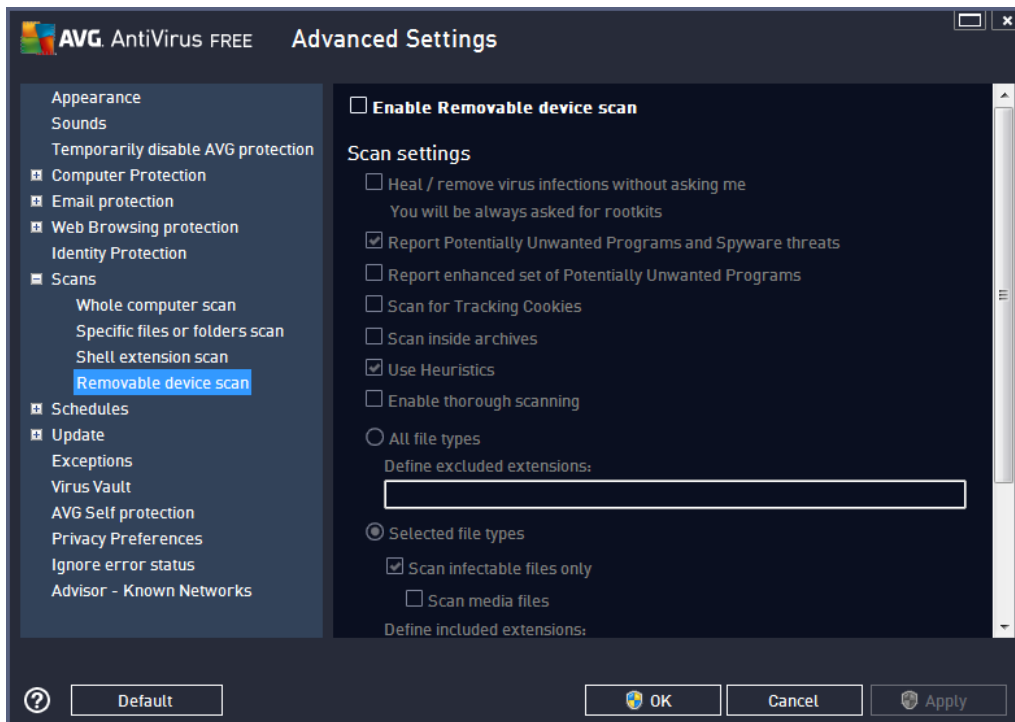 AVG. AntiVirus FREE Advanced Settings
Appearance
Sounds
Temporarily disable AVG protection
Computer Protection
Email protection
Web Browsing protection
Identity Protection
Scans
Whole computer scan
Specific files or folders scan
Shell extension scan
Removable device scan
Schedules
Update
Exceptions
Virus Vault
AVG Self protection
Privacy Preferences
Ignore error status
Advisor - Known Networks
Enable Removable device scan
Scan settings
Heal / remove virus infections without asking me
You will be always asked for rootkits
Report Potentially Unwanted Programs and Spyware threats
Report enhanced set of Potentially Unwanted Programs
Scan for Tracking Cookies
Scan inside archives
Use Heuristics
Enable thorough scanning
All file types
Define excluded extensions:
Selected file types
Scan infectable files only
Scan media files
Define included extensions:
? Default OK Cancel Apply